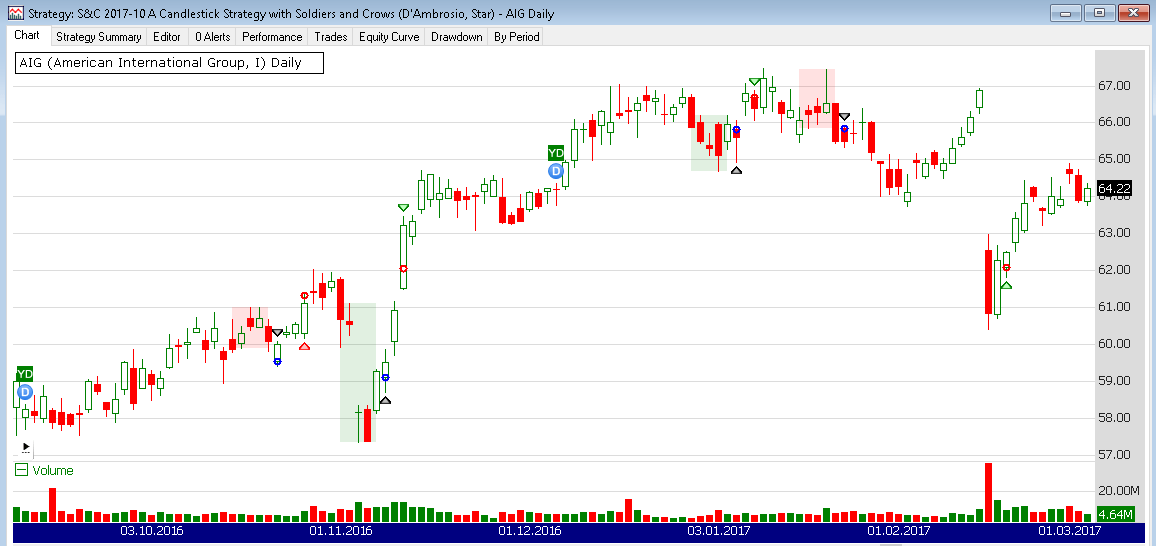 Strategy: S&C 2017-10 A Candlestick Strategy with Soldiers and Crows (D'Ambrosio, Star) - AIG Daily
Chart Strategy Summary Editor 0 Alerts Performance Trades Equity Curve Drawdown By Period
AIG (American International Group, I) Daily
67.00
66.00
YD
D
65.00
64.22
64.00
63.00
62.00
61.00
60.00
YD
D
59.00
58.00
57.00
Volume
20.00M
4.64M
03.10.2016 01.11.2016 01.12.2016 03.01.2017 01.02.2017 01.03.2017